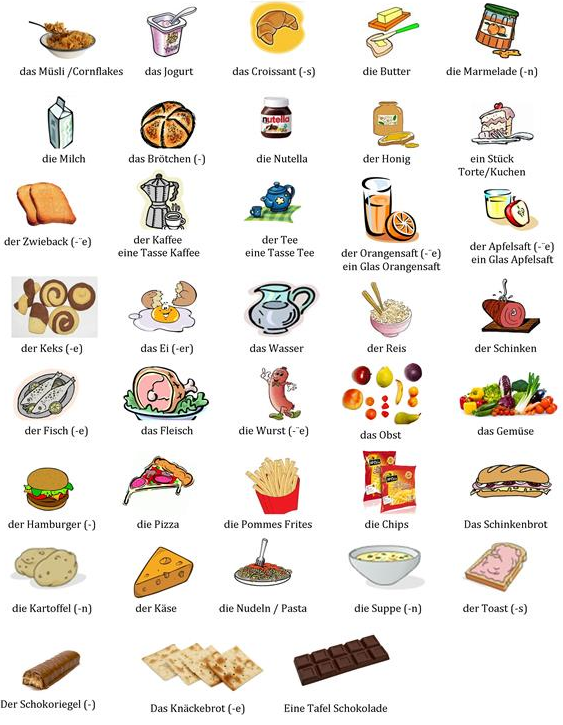 das Müsli /Cornflakes
das Jogurt
das Croissant (-s)
die Butter
die Marmelade (-n)
die Milch
das Brötchen (-)
nutella
die Nutella
der Honig
ein Stück
Torte/Kuchen
der Zwieback (-¨e)
der Kaffee
eine Tasse Kaffee
der Tee
eine Tasse Tee
der Orangensaft (-¨e)
ein Glas Orangensaft
der Apfelsaft (-¨e)
ein Glas Apfelsaft
der Keks (-e)
das Ei (-er)
das Wasser
der Reis
der Schinken
der Fisch (-e)
das Fleisch
die Wurst (-¨e)
das Obst
das Gemüse
der Hamburger (-)
die Pizza
die Pommes Frites
die Chips
Das Schinkenbrot
die Kartoffel (-n)
der Käse
die Nudeln / Pasta
die Suppe (-n)
der Toast (-s)
Der Schokoriegel (-)
Das Knäckebrot (-e)
Eine Tafel Schokolade